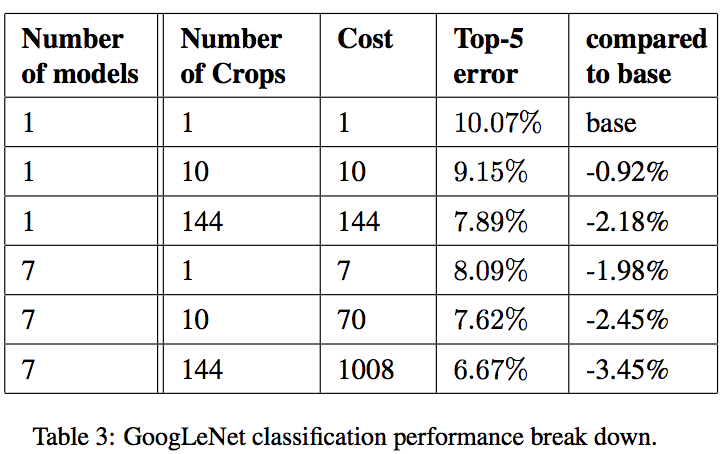 Number of models Number of Crops Cost Top-5 error compared to base
1 1 1 10.07% base
1 10 10 9.15% -0.92%
1 144 144 7.89% -2.18%
7 1 7 8.09% -1.98%
7 10 70 7.62% -2.45%
7 144 1008 6.67% -3.45%
Table 3: GoogLeNet classification performance break down.